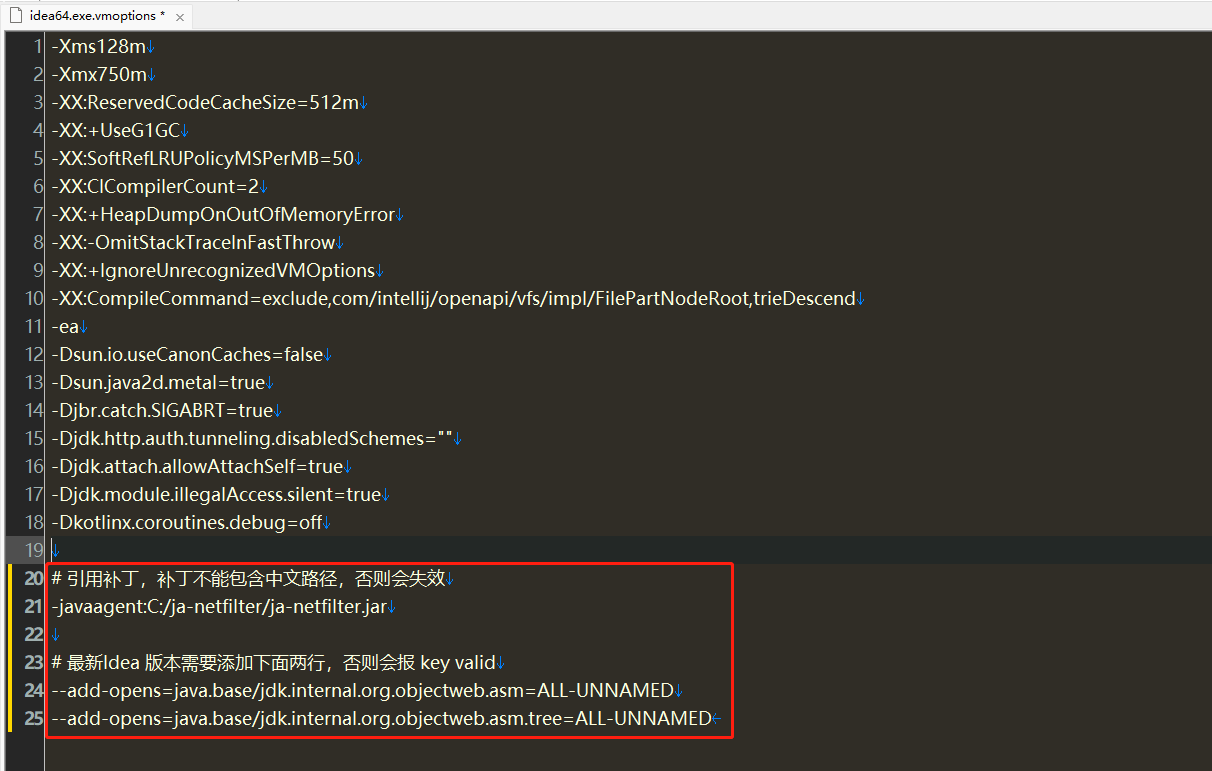 idea64.exe.vmoptions *
1 -Xms128m
2 -Xmx750m
3 -XX:ReservedCodeCacheSize=512m
4 -XX:+UseG1GC
5 -XX:SoftRefLRUPolicyMSPerMB=50
6 -XX:CICompilerCount=2
7 -XX:+HeapDumpOnOutOfMemoryError
8 -XX:-OmitStackTraceInFastThrow
9 -XX:+IgnoreUnrecognizedVMOptions
10 -XX:CompileCommand=exclude,com/intellij/openapi/vfs/impl/FilePartNodeRoot,trieDescend
11 -ea
12 -Dsun.io.useCanonCaches=false
13 -Dsun.java2d.metal=true
14 -Djbr.catch.SIGABRT=true
15 -Djdk.http.auth.tunneling.disabledSchemes=""
16 -Djdk.attach.allowAttachSelf=true
17 -Djdk.module.illegalAccess.silent=true
18 -Dkotlinx.coroutines.debug=off
19
20 # 引用补丁，补丁不能包含中文路径，否则会失效
21 -javaagent:C:/ja-netfilter/ja-netfilter.jar
22
23 # 最新Idea 版本需要添加下面两行，否则会报 key valid
24 --add-opens=java.base/jdk.internal.org.objectweb.asm=ALL-UNNAMED
25 --add-opens=java.base/jdk.internal.org.objectweb.asm.tree=ALL-UNNAMED